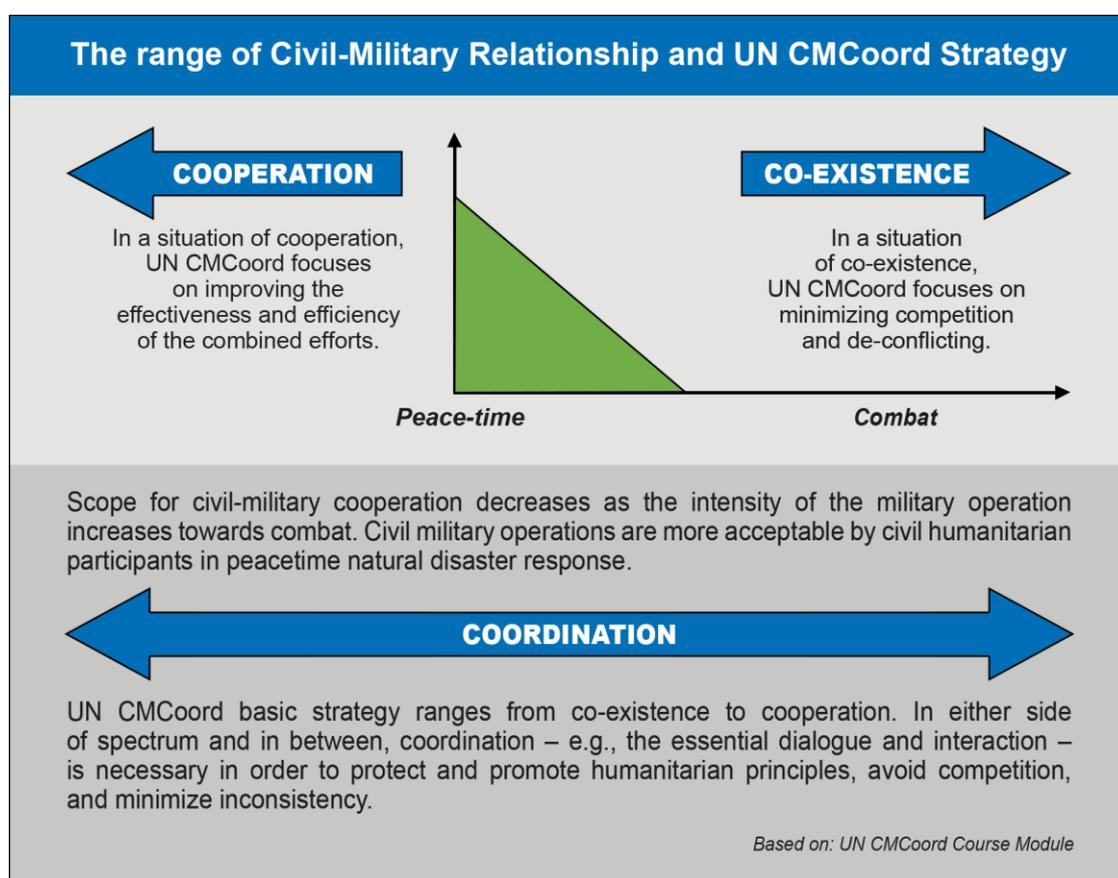 The range of Civil-Military Relationship and UN CMCoord Strategy
COOPERATION
In a situation of cooperation,
UN CMCoord focuses
on improving the
effectiveness and efficiency
of the combined efforts.
CO-EXISTENCE
In a situation
of co-existence,
UN CMCoord focuses on
minimizing competition
and de-conflicting.
Peace-time
Combat
Scope for civil-military cooperation decreases as the intensity of the military operation
increases towards combat. Civil military operations are more acceptable by civil humanitarian
participants in peacetime natural disaster response.
COORDINATION
UN CMCoord basic strategy ranges from co-existence to cooperation. In either side
of spectrum and in between, coordination – e.g., the essential dialogue and interaction –
is necessary in order to protect and promote humanitarian principles, avoid competition,
and minimize inconsistency.
Based on: UN CMCoord Course Module